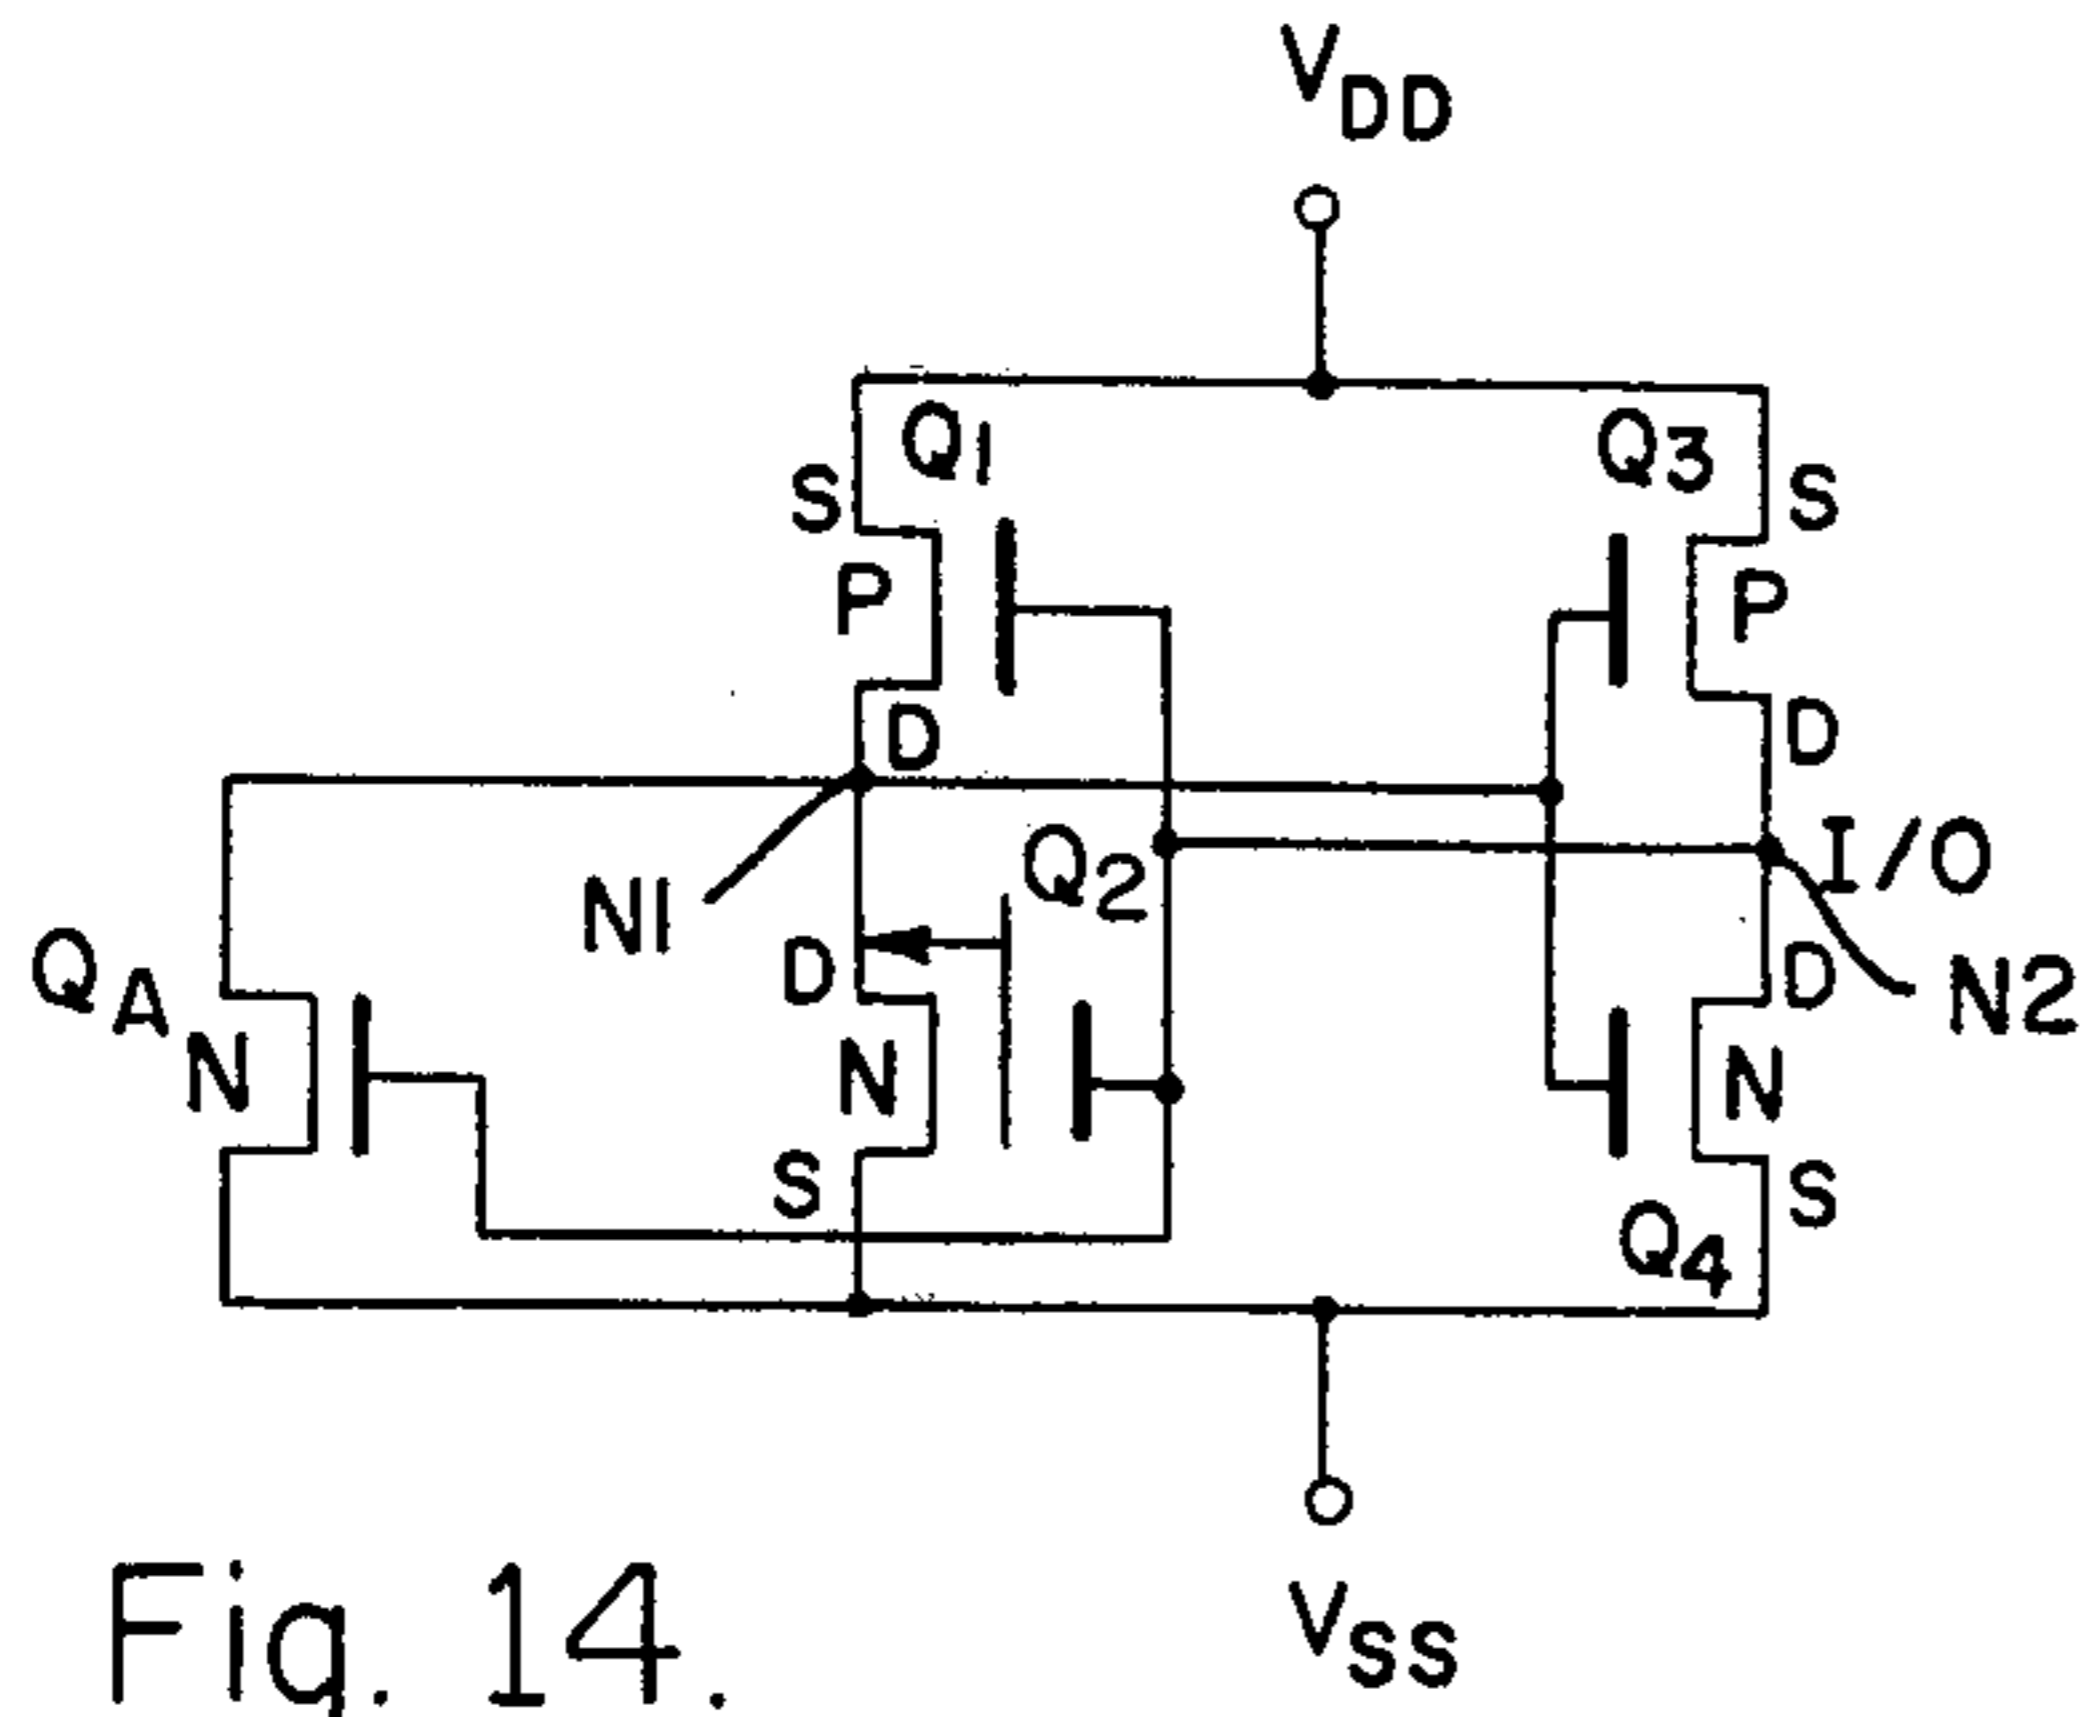 VDD
Q1 Q3
S S
P P
D D
I/O
Q2
N1
QA D D N2
N N N
S S
Q4
VSS
Fig. 14.